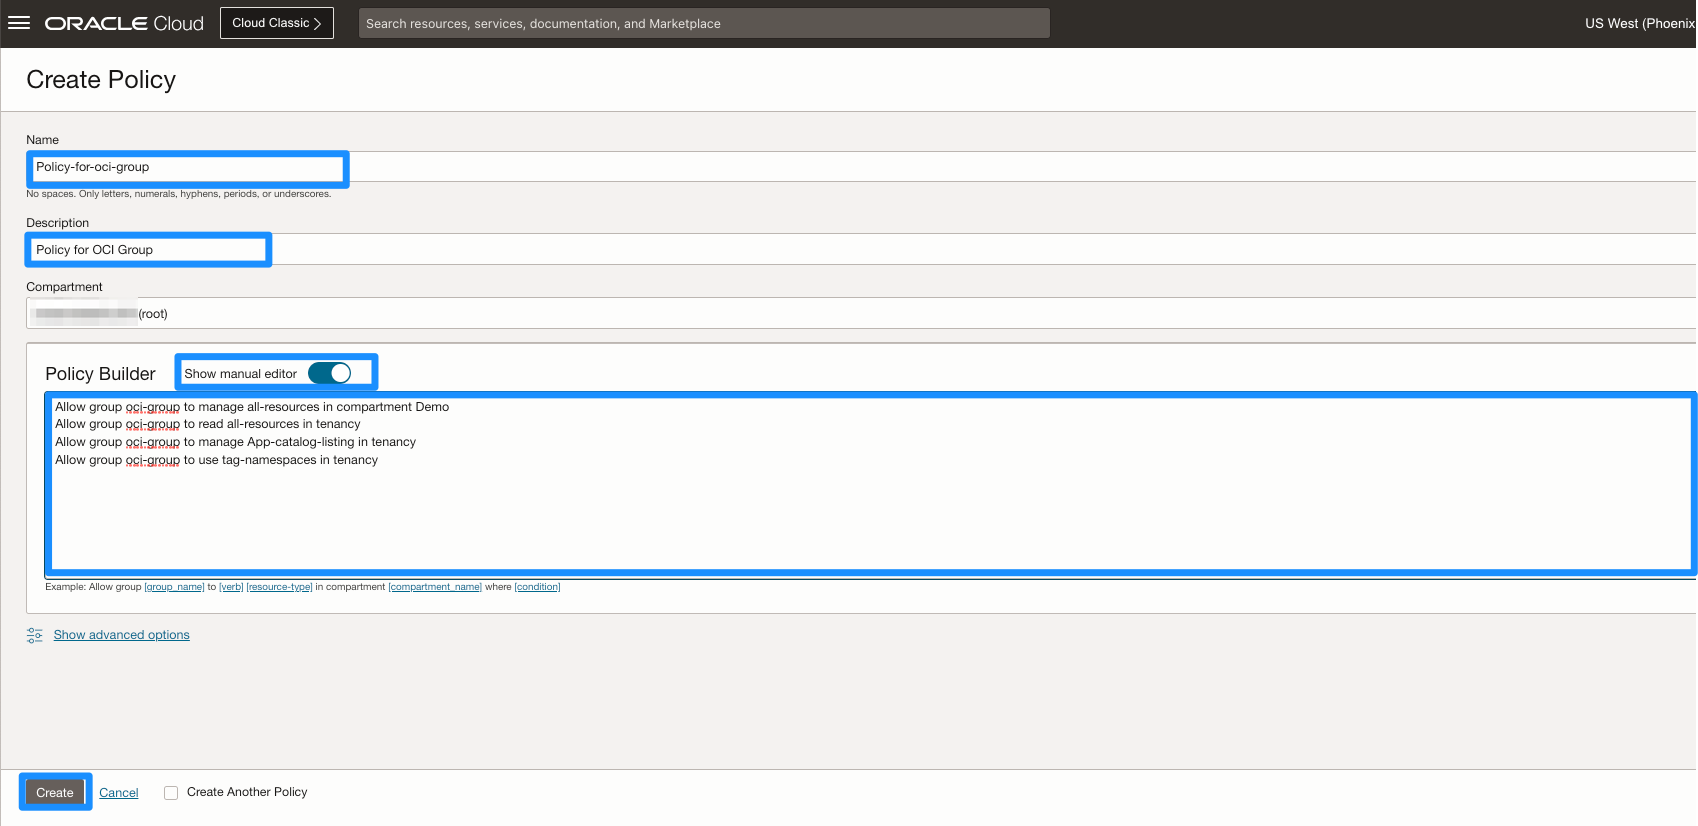 ORACLE Cloud
Cloud Classic
Search resources, services, documentation, and Marketplace
US West (Phoenix
Create Policy
Name
Policy-for-oci-group
No spaces. Only letters, numerals, hyphens, periods, or underscores.
Description
Policy for OCI Group
Compartment
(root)
Policy Builder
Show manual editor
Allow group oci-group to manage all-resources in compartment Demo
Allow group oci-group to read all-resources in tenancy
Allow group oci-group to manage App-catalog-listing in tenancy
Allow group oci-group to use tag-namespaces in tenancy
Example: Allow group [group_name] to [verb] [resource-type] in compartment [compartment_name] where [condition]
Show advanced options
Create
Cancel
Create Another Policy